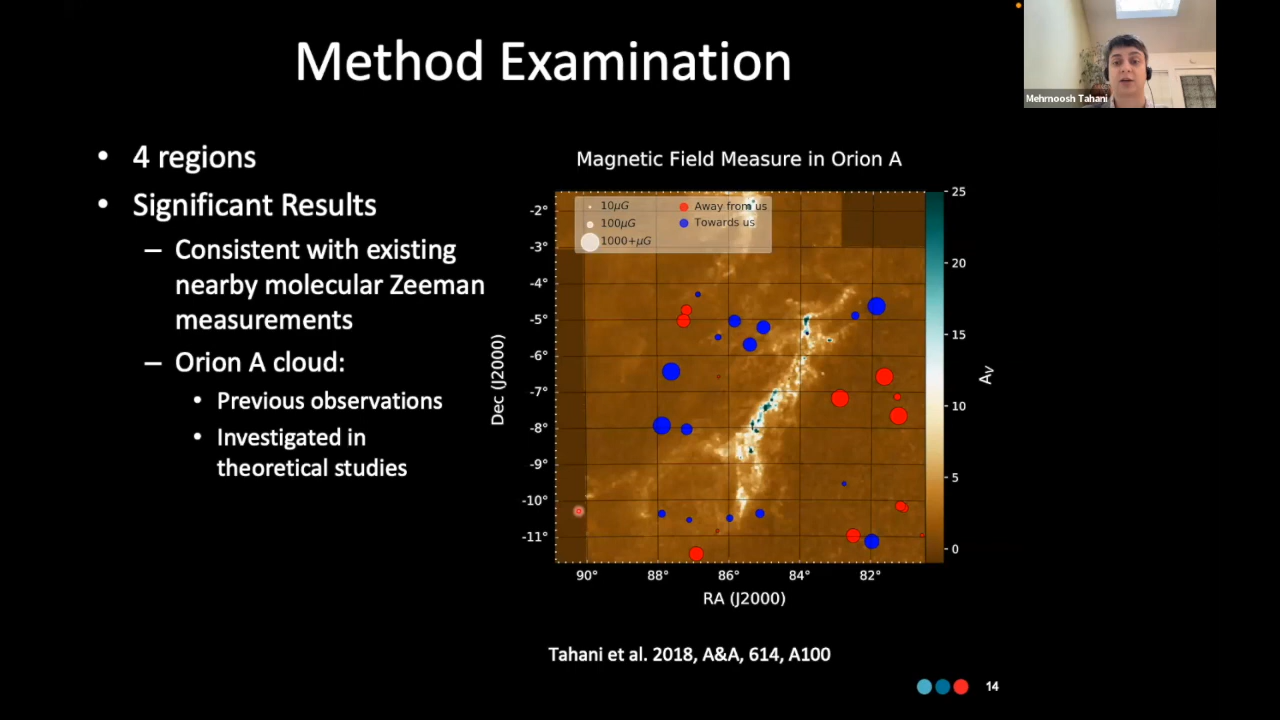 Method Examination
Mehrnoosh Tahani
• 4 regions
• Significant Results
– Consistent with existing
nearby molecular Zeeman
measurements
– Orion A cloud:
• Previous observations
• Investigated in
theoretical studies
Magnetic Field Measure in Orion A
10μG
100μG
1000+μG
Away from us
Towards us
-2°
-3°
-4°
-5°
-6°
-7°
-8°
-9°
-10°
-11°
Dec (J2000)
90° 88° 86° 84° 82°
RA (J2000)
25
20
15
10
5
0
Av
Tahani et al. 2018, A&A, 614, A100
14